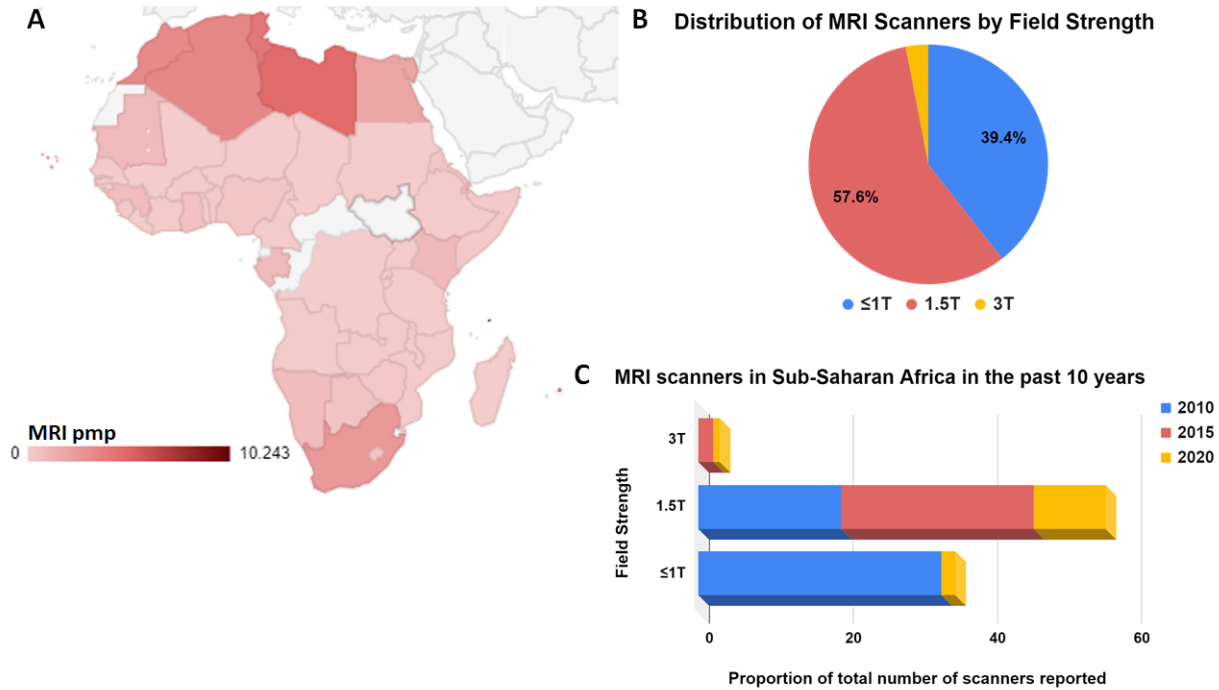 A
MRI pmp
0 10.243
B Distribution of MRI Scanners by Field Strength
39.4%
57.6%
≤1T 1.5T 3T
C MRI scanners in Sub-Saharan Africa in the past 10 years
2010
2015
2020
Field Strength
3T
1.5T
≤1T
0 20 40 60
Proportion of total number of scanners reported